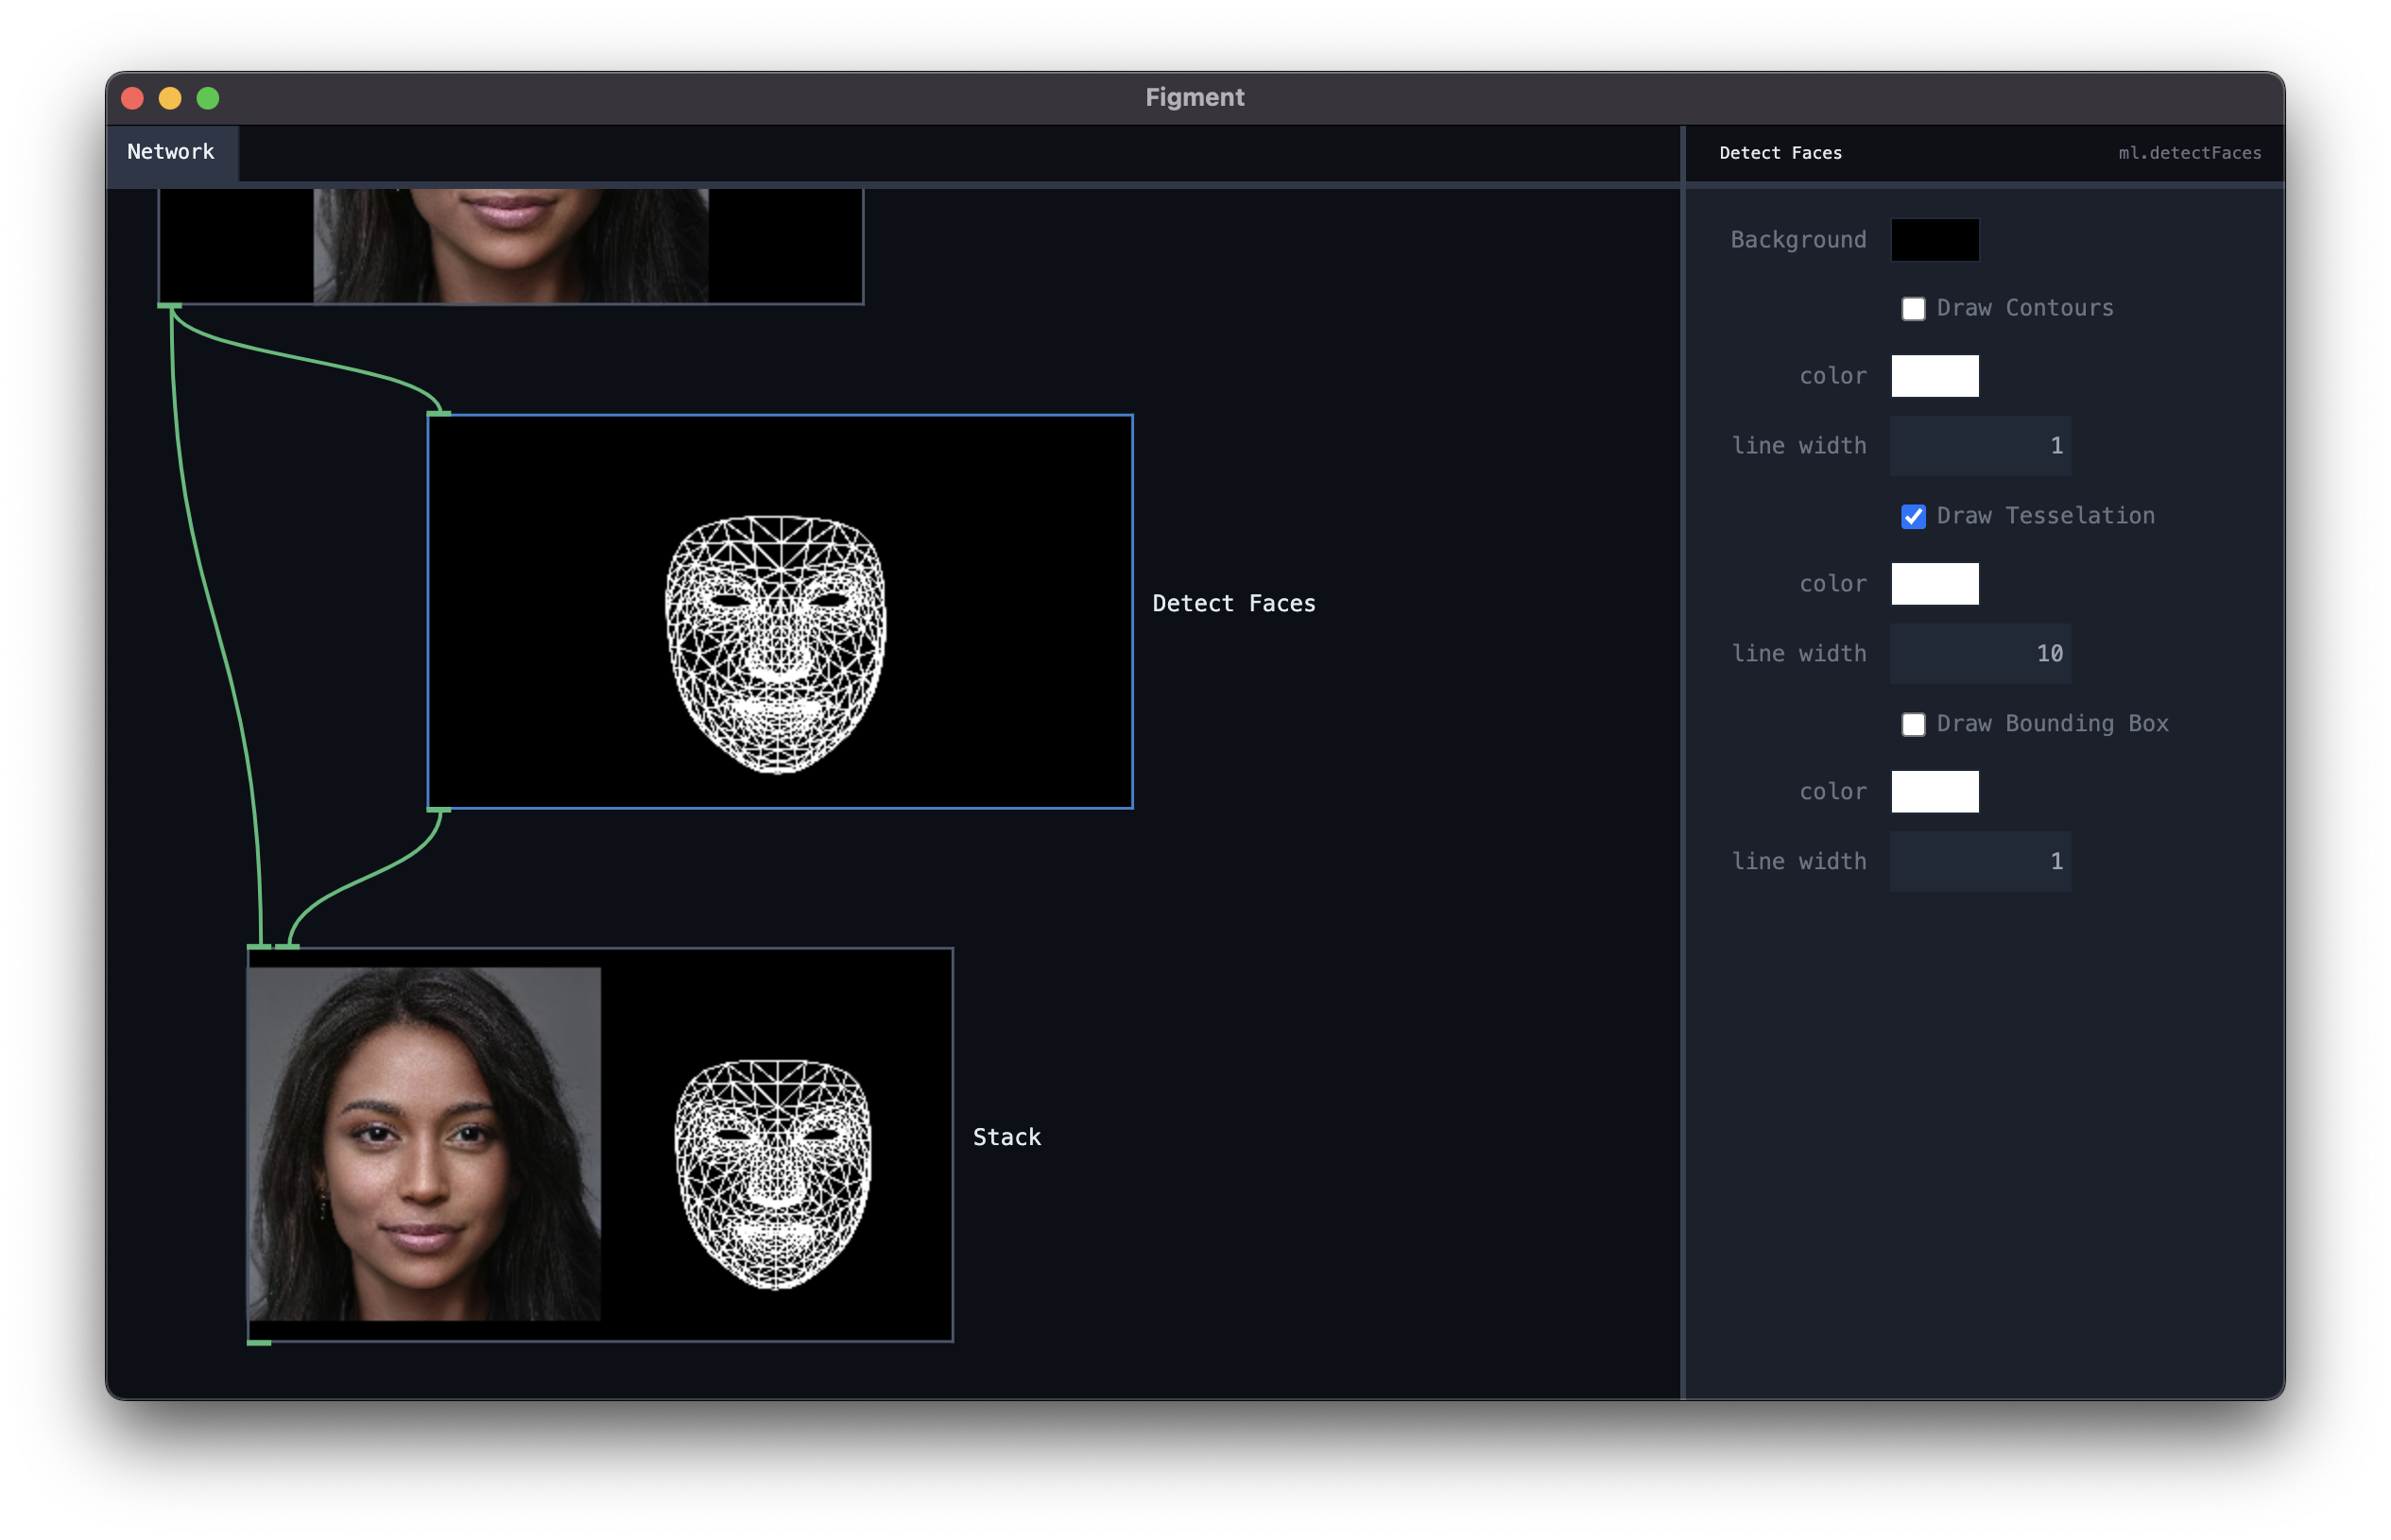 Figment
Network
Detect Faces
Stack
Detect Faces ml.detectFaces
Background
Draw Contours
color
line width 1
Draw Tesselation
color
line width 10
Draw Bounding Box
color
line width 1